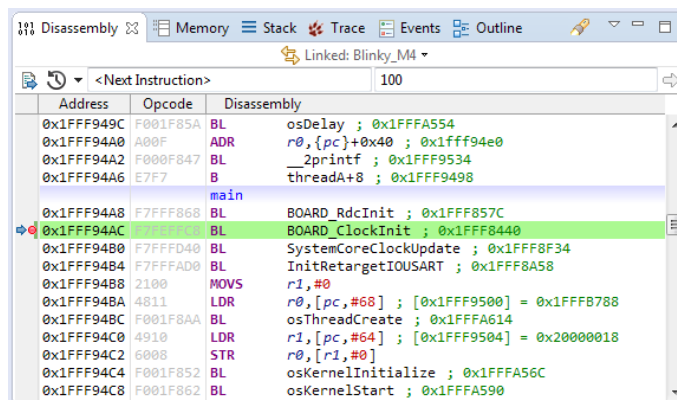 Disassembly Memory Stack Trace Events Outline
Linked: Blinky_M4
<Next Instruction> 100
Address Opcode Disassembly
0x1FFF949C F001F85A BL osDelay ; 0x1FFFA554
0x1FFF94A0 A00F ADR r0,{pc}+0x40 ; 0x1fff94e0
0x1FFF94A2 F000F847 BL __2printf ; 0x1FFF9534
0x1FFF94A6 E7F7 B threadA+8 ; 0x1FFF9498
main
0x1FFF94A8 F7FFF868 BL BOARD_RdcInit ; 0x1FFF857C
0x1FFF94AC F7FEFFC8 BL BOARD_ClockInit ; 0x1FFF8440
0x1FFF94B0 F7FFFD40 BL SystemCoreClockUpdate ; 0x1FFF8F34
0x1FFF94B4 F7FFFAD0 BL InitRetargetIOUSART ; 0x1FFF8A58
0x1FFF94B8 2100 MOVS r1,#0
0x1FFF94BA 4811 LDR r0,[pc,#68] ; [0x1FFF9500] = 0x1FFFB788
0x1FFF94BC F001F8AA BL osThreadCreate ; 0x1FFFA614
0x1FFF94C0 4910 LDR r1,[pc,#64] ; [0x1FFF9504] = 0x20000018
0x1FFF94C2 6008 STR r0,[r1,#0]
0x1FFF94C4 F001F852 BL osKernelInitialize ; 0x1FFFA56C
0x1FFF94C8 F001F862 BL osKernelStart ; 0x1FFFA590